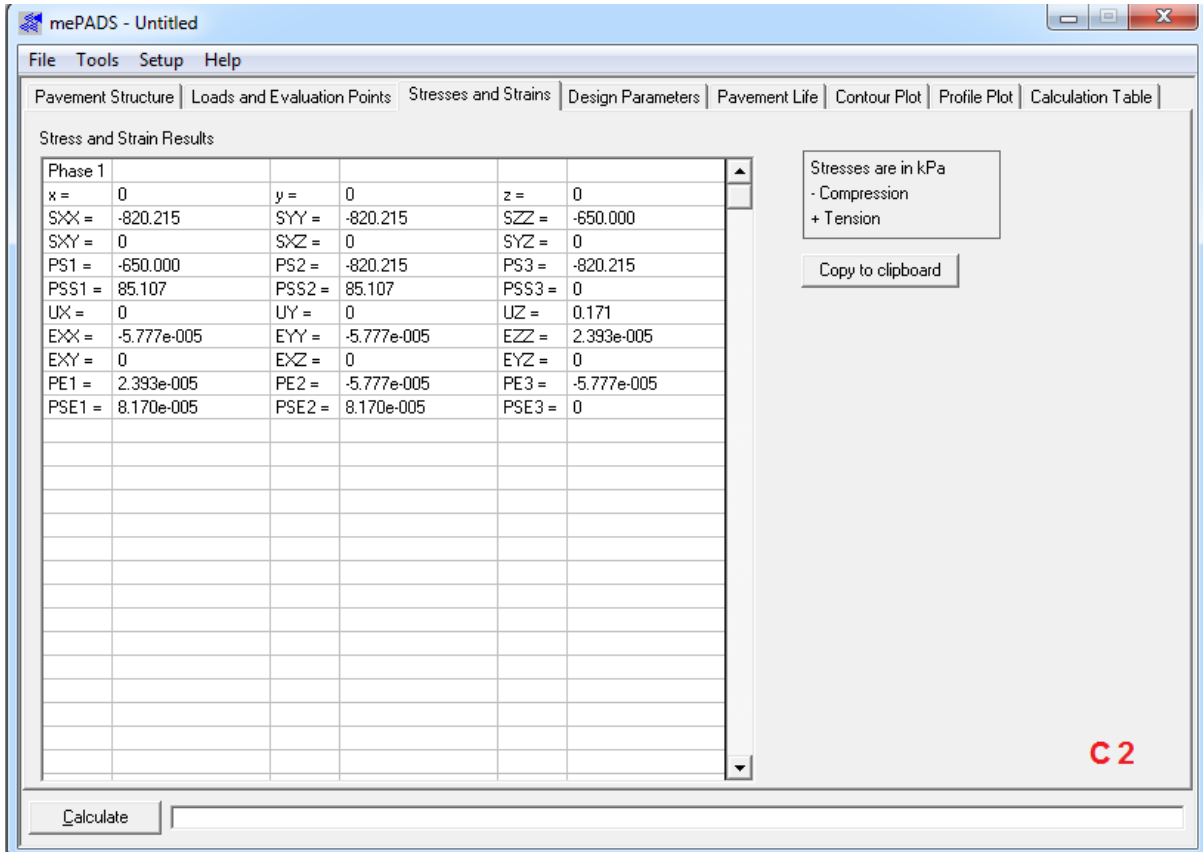 mePADS - Untitled
File Tools Setup Help
Pavement Structure Loads and Evaluation Points Stresses and Strains Design Parameters Pavement Life Contour Plot Profile Plot Calculation Table
Stress and Strain Results
Phase 1
x = 0 y = 0 z = 0
SXX = -820.215 SYY = -820.215 SZZ = -650.000
SXY = 0 SXZ = 0 SYZ = 0
PS1 = -650.000 PS2 = -820.215 PS3 = -820.215
PSS1 = 85.107 PSS2 = 85.107 PSS3 = 0
UX = 0 UY = 0 UZ = 0.171
EXX = -5.777e-005 EYY = -5.777e-005 EZZ = 2.393e-005
EXY = 0 EXZ = 0 EYZ = 0
PE1 = 2.393e-005 PE2 = -5.777e-005 PE3 = -5.777e-005
PSE1 = 8.170e-005 PSE2 = 8.170e-005 PSE3 = 0
Stresses are in kPa
- Compression
+ Tension
Copy to clipboard
C 2
Calculate